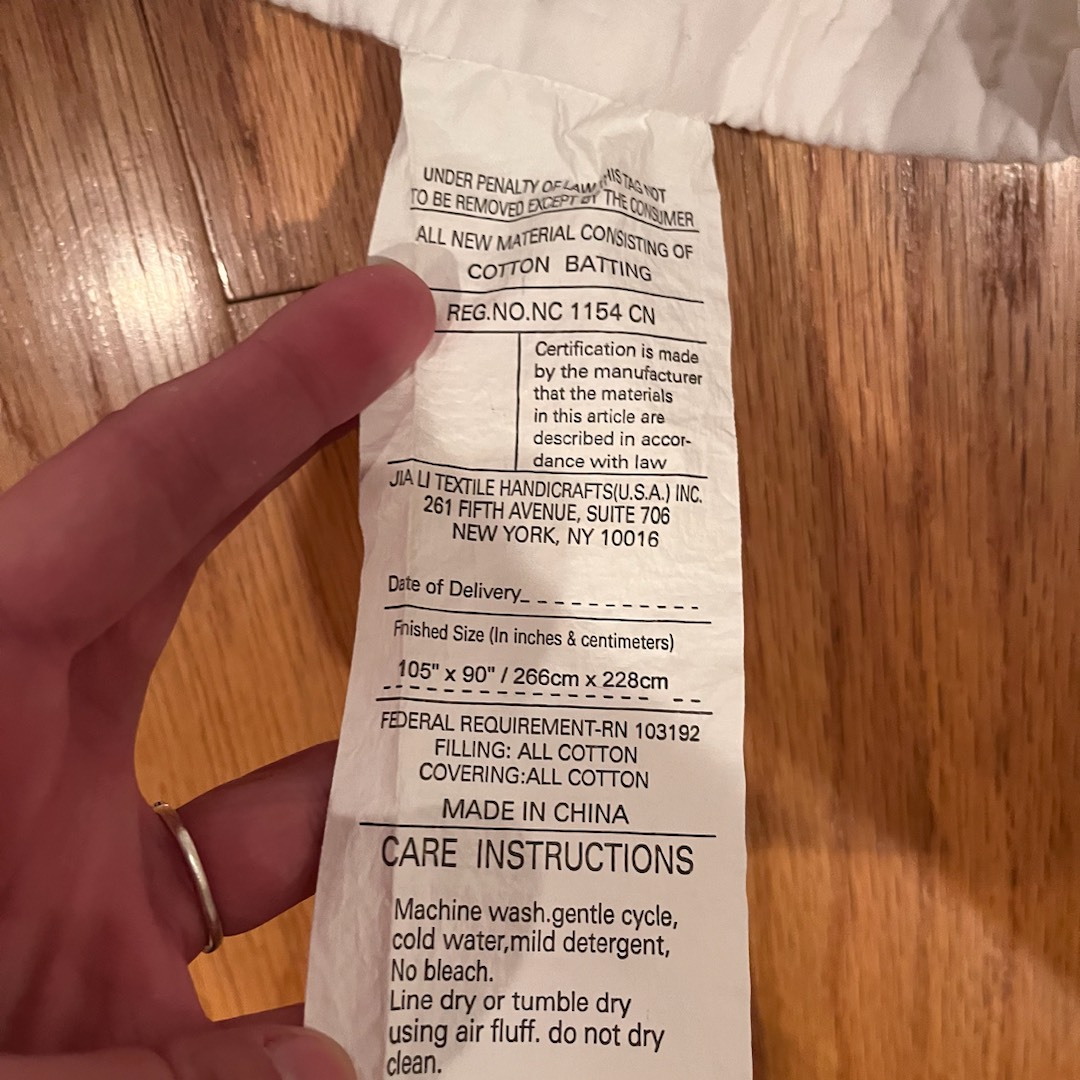 UNDER PENALTY OF LAW THIS TAG NOT
TO BE REMOVED EXCEPT BY THE CONSUMER
ALL NEW MATERIAL CONSISTING OF
COTTON BATTING
REG.NO.NC 1154 CN
Certification is made
by the manufacturer
that the materials
in this article are
described in accor-
dance with law
JIA LI TEXTILE HANDICRAFTS(U.S.A.) INC.
261 FIFTH AVENUE, SUITE 706
NEW YORK, NY 10016
Date of Delivery_ _ _ _ _ _ _ _ _ _ _ _
Finished Size (In inches & centimeters)
105" x 90" / 266cm x 228cm
FEDERAL REQUIREMENT-RN 103192
FILLING: ALL COTTON
COVERING:ALL COTTON
MADE IN CHINA
CARE INSTRUCTIONS
Machine wash.gentle cycle,
cold water,mild detergent,
No bleach.
Line dry or tumble dry
using air fluff. do not dry
clean.